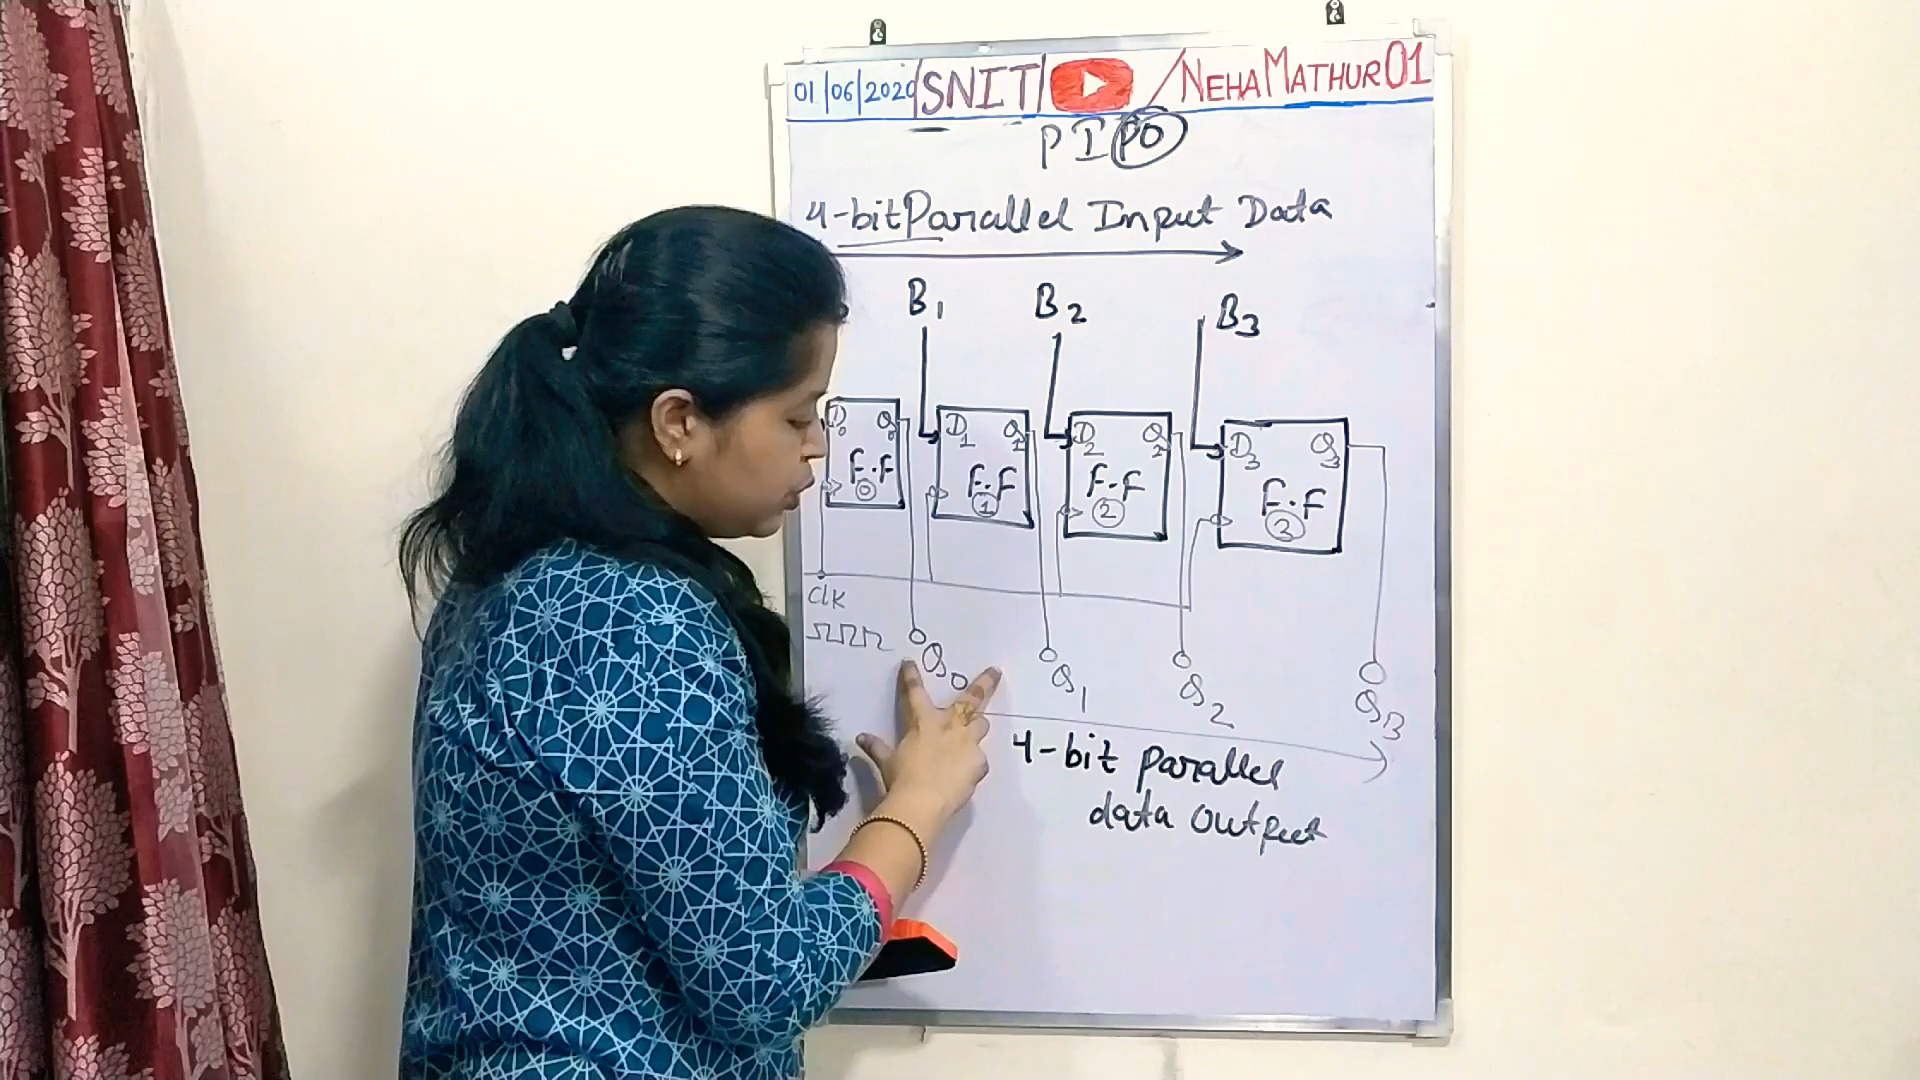 01/06/2020/SNIT/ /NEHAMATHUR01
PIPO
4-bit Parallel Input Data
B1 B2 B3
D0 Q0 D1 Q1 D2 Q2 D3 Q3
F.F F.F F.F F.F
0 1 2 3
CLK
Q0 Q1 Q2 Q3
4-bit parallel
data output